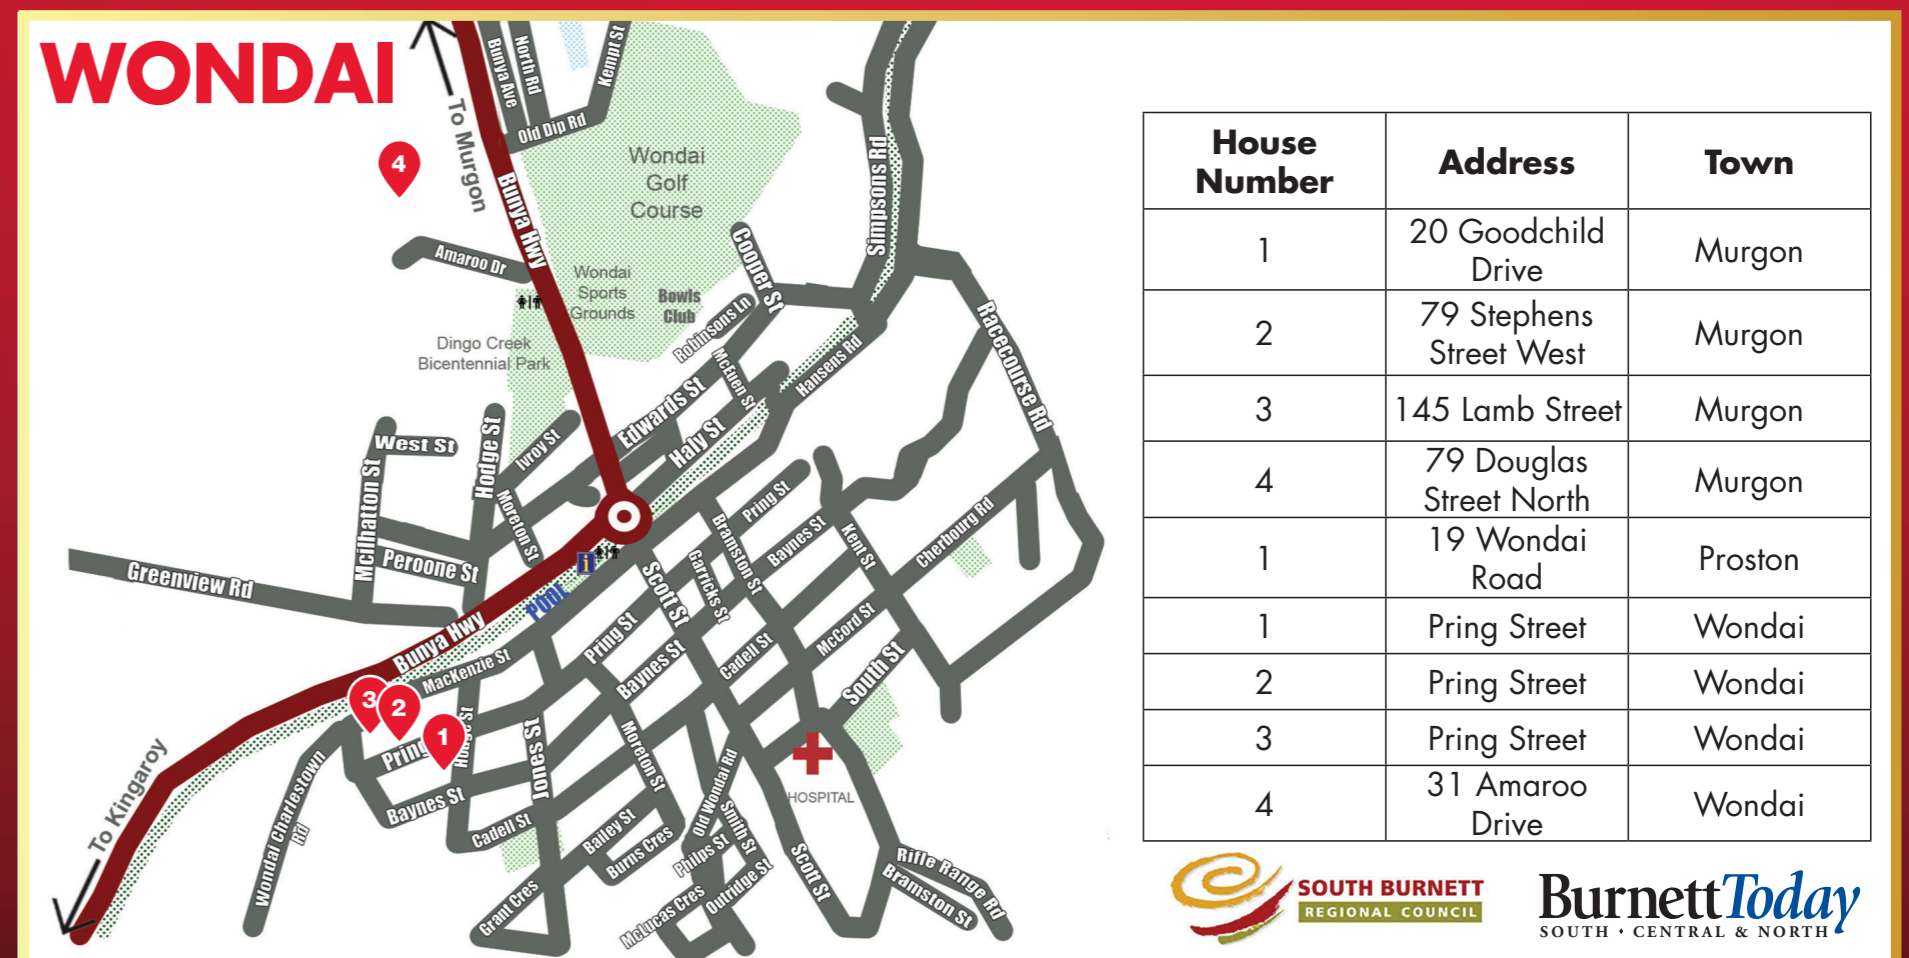 WONDAI
To Murgon
Bunya Ave
North Rd
Kempt St
Old Dip Rd
4
Bunya Hwy
Wondai
Golf
Course
Simpsons Rd
Amaroo Dr
Cooper St
Wondai
Sports
Grounds
Bowls
Club
Robinsons Ln
Racecourse Rd
Dingo Creek
Bicentennial Park
McEuen St
Hansens Rd
Edwards St
Haly St
West St
Hodge St
Ivroy St
Mcilhatton St
Moreton St
Pring St
Bramston St
Baynes St
Kent St
Cherbourg Rd
Peroone St
Greenview Rd
i
POOL
Scott St
Garricks St
Bunya Hwy
MacKenzie St
Pring St
Baynes St
Cadell St
McCord St
South St
3
2
1
Pring
Jones St
Moreton St
Old Wondai Rd
HOSPITAL
To Kingaroy
Wondai Charlestown
Rd
Baynes St
Cadell St
Bailey St
Burns Cres
Smith St
Philps St
Outridge St
Grant Cres
McLucas Cres
Scott St
Rifle Range Rd
Bramston St
House Number Address Town
1 20 Goodchild Drive Murgon
2 79 Stephens Street West Murgon
3 145 Lamb Street Murgon
4 79 Douglas Street North Murgon
1 19 Wondai Road Proston
1 Pring Street Wondai
2 Pring Street Wondai
3 Pring Street Wondai
4 31 Amaroo Drive Wondai
SOUTH BURNETT
REGIONAL COUNCIL
BurnettToday
SOUTH • CENTRAL & NORTH